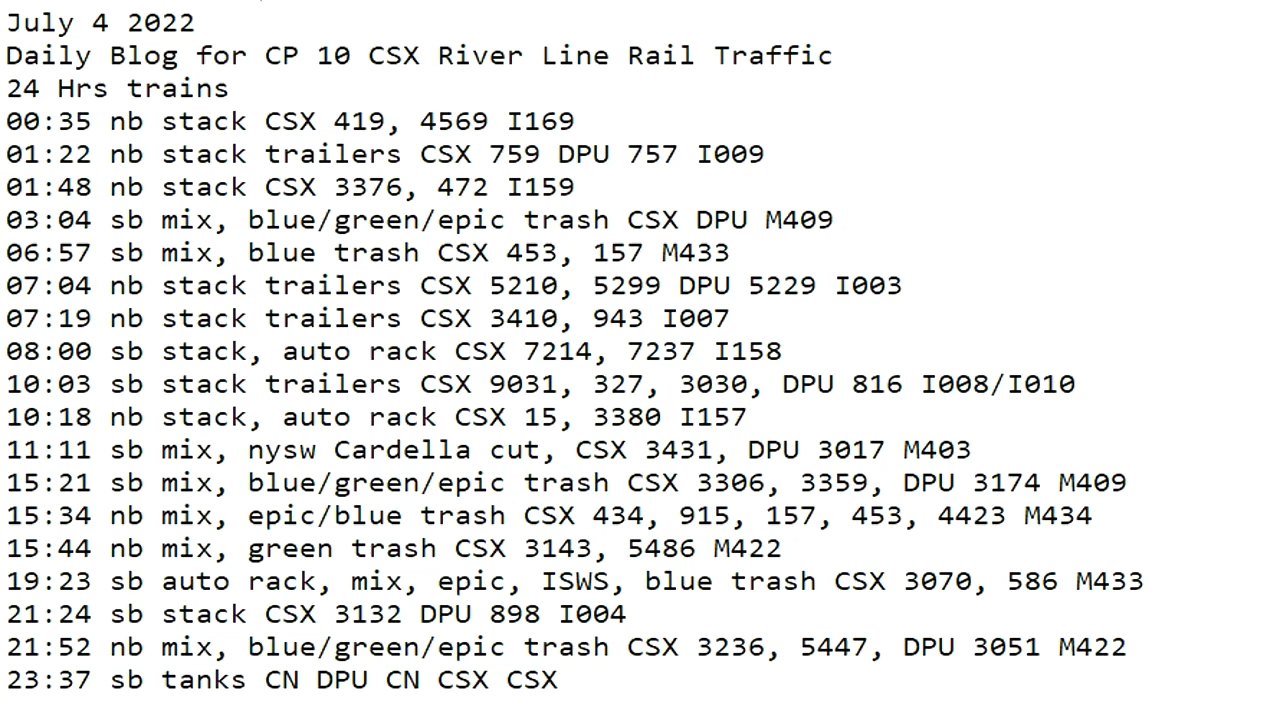 July 4 2022
Daily Blog for CP 10 CSX River Line Rail Traffic
24 Hrs trains
00:35 nb stack CSX 419, 4569 I169
01:22 nb stack trailers CSX 759 DPU 757 I009
01:48 nb stack CSX 3376, 472 I159
03:04 sb mix, blue/green/epic trash CSX DPU M409
06:57 sb mix, blue trash CSX 453, 157 M433
07:04 nb stack trailers CSX 5210, 5299 DPU 5229 I003
07:19 nb stack trailers CSX 3410, 943 I007
08:00 sb stack, auto rack CSX 7214, 7237 I158
10:03 sb stack trailers CSX 9031, 327, 3030, DPU 816 I008/I010
10:18 nb stack, auto rack CSX 15, 3380 I157
11:11 sb mix, nysw Cardella cut, CSX 3431, DPU 3017 M403
15:21 sb mix, blue/green/epic trash CSX 3306, 3359, DPU 3174 M409
15:34 nb mix, epic/blue trash CSX 434, 915, 157, 453, 4423 M434
15:44 nb mix, green trash CSX 3143, 5486 M422
19:23 sb auto rack, mix, epic, ISWS, blue trash CSX 3070, 586 M433
21:24 sb stack CSX 3132 DPU 898 I004
21:52 nb mix, blue/green/epic trash CSX 3236, 5447, DPU 3051 M422
23:37 sb tanks CN DPU CN CSX CSX